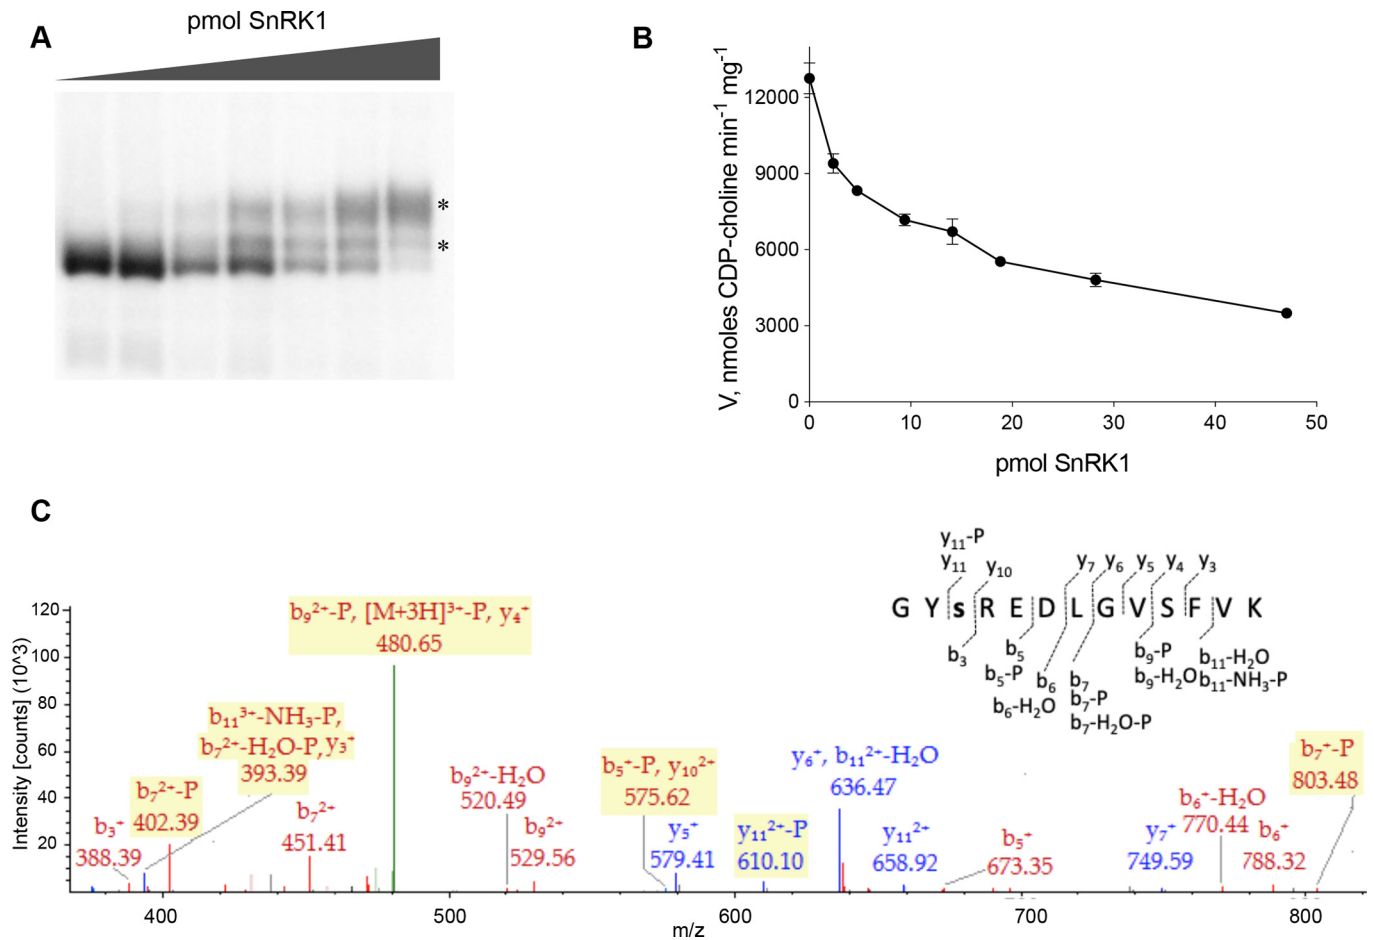 A
pmol SnRK1
*
*
B
V, nmoles CDP-choline min⁻¹ mg⁻¹
12000
9000
6000
3000
0
0 10 20 30 40 50
pmol SnRK1
C
Intensity [counts] (10^3)
120
100
80
60
40
20
400 500 600 700 800
m/z
b₃⁺
388.39
b₇²⁺-P
402.39
b₁₁³⁺-NH₃-P,
b₇²⁺-H₂O-P,y₃⁺
393.39
b₇²⁺
451.41
b₉²⁺-P, [M+3H]³⁺-P, y₄⁺
480.65
b₉²⁺-H₂O
520.49
b₉²⁺
529.56
b₅⁺-P, y₁₀²⁺
575.62
y₅⁺
579.41
y₁₁²⁺-P
610.10
y₆⁺, b₁₁²⁺-H₂O
636.47
y₁₁²⁺
658.92
b₅⁺
673.35
y₇⁺
749.59
b₆⁺-H₂O
770.44
b₆⁺
788.32
b₇⁺-P
803.48
y₁₁-P
y₁₁ y₁₀ y₇ y₆ y₅ y₄ y₃
G Y s R E D L G V S F V K
b₃
b₅
b₅-P
b₆
b₆-H₂O
b₇
b₇-P
b₇-H₂O-P
b₉-P
b₉-H₂O
b₁₁-H₂O
b₁₁-NH₃-P